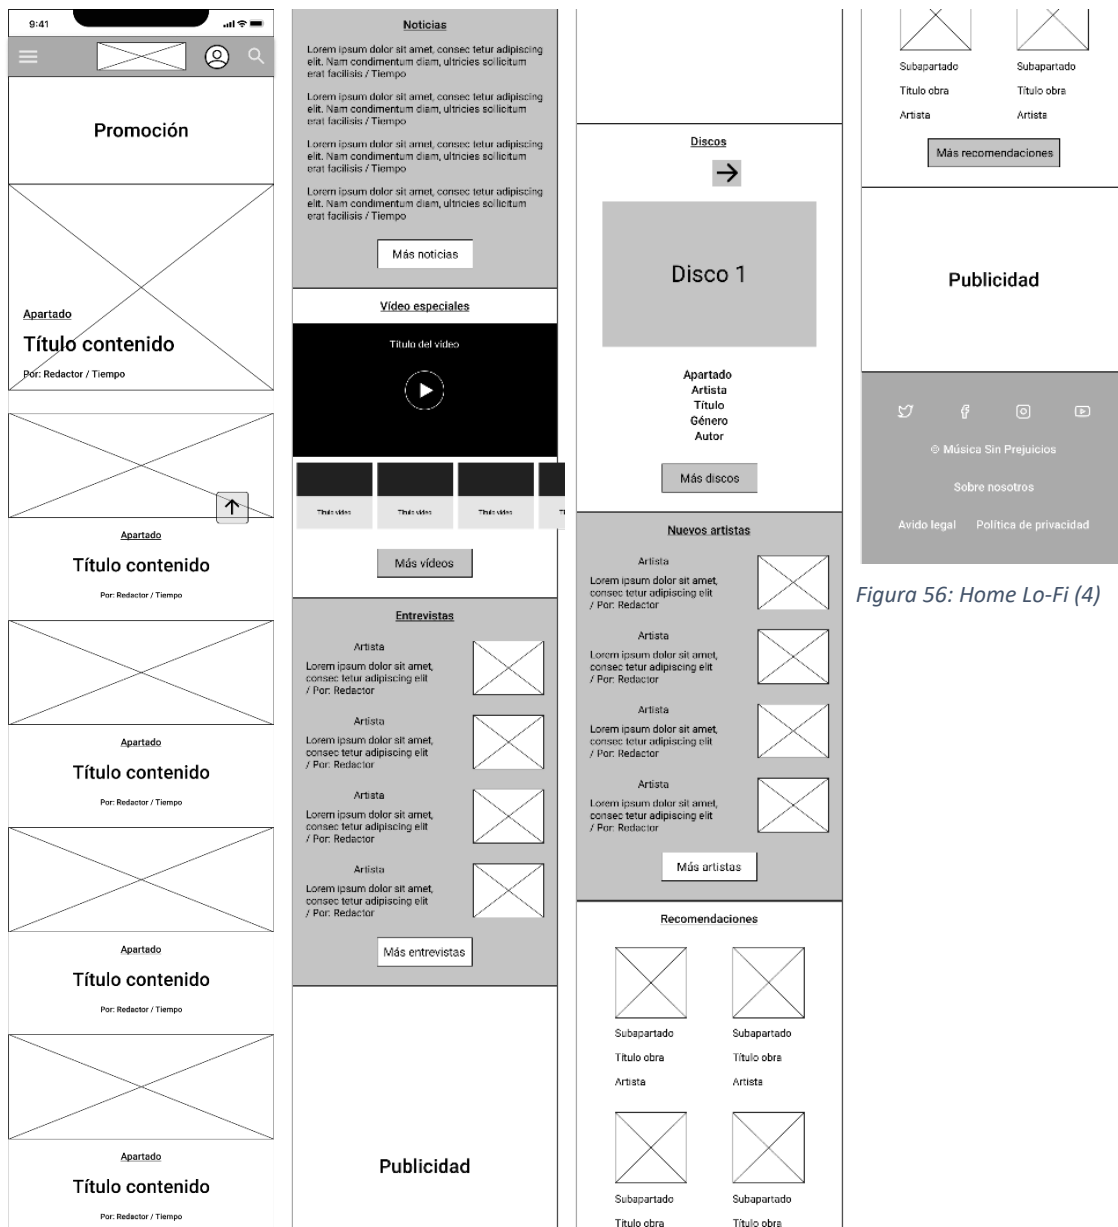 9:41
Promoción
Apartado
Título contenido
Por: Redactor / Tiempo
Apartado
Título contenido
Por: Redactor / Tiempo
Apartado
Título contenido
Por: Redactor / Tiempo
Apartado
Título contenido
Por: Redactor / Tiempo
Apartado
Título contenido
Por: Redactor / Tiempo
Noticias
Lorem ipsum dolor sit amet, consec tetur adipiscing
elit. Nam condimentum diam, ultricies sollicitum
erat facilisis / Tiempo
Lorem ipsum dolor sit amet, consec tetur adipiscing
elit. Nam condimentum diam, ultricies sollicitum
erat facilisis / Tiempo
Lorem ipsum dolor sit amet, consec tetur adipiscing
elit. Nam condimentum diam, ultricies sollicitum
erat facilisis / Tiempo
Lorem ipsum dolor sit amet, consec tetur adipiscing
elit. Nam condimentum diam, ultricies sollicitum
erat facilisis / Tiempo
Más noticias
Vídeo especiales
Título del vídeo
Título vídeo
Título vídeo
Título vídeo
Más vídeos
Entrevistas
Artista
Lorem ipsum dolor sit amet,
consec tetur adipiscing elit
/ Por: Redactor
Artista
Lorem ipsum dolor sit amet,
consec tetur adipiscing elit
/ Por: Redactor
Artista
Lorem ipsum dolor sit amet,
consec tetur adipiscing elit
/ Por: Redactor
Artista
Lorem ipsum dolor sit amet,
consec tetur adipiscing elit
/ Por: Redactor
Más entrevistas
Publicidad
Discos
Disco 1
Apartado
Artista
Título
Género
Autor
Más discos
Nuevos artistas
Artista
Lorem ipsum dolor sit amet,
consec tetur adipiscing elit
/ Por: Redactor
Artista
Lorem ipsum dolor sit amet,
consec tetur adipiscing elit
/ Por: Redactor
Artista
Lorem ipsum dolor sit amet,
consec tetur adipiscing elit
/ Por: Redactor
Artista
Lorem ipsum dolor sit amet,
consec tetur adipiscing elit
/ Por: Redactor
Más artistas
Recomendaciones
Subapartado Subapartado
Título obra Título obra
Artista Artista
Subapartado Subapartado
Título obra Título obra
Subapartado Subapartado
Título obra Título obra
Artista Artista
Más recomendaciones
Publicidad
© Música Sin Prejuicios
Sobre nosotros
Avido legal Política de privacidad
Figura 56: Home Lo-Fi (4)